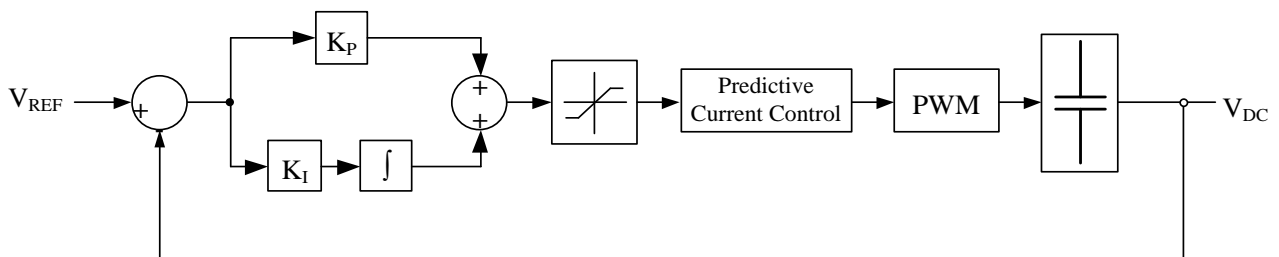 V_REF
+
K_P
K_I
∫
+
+
Predictive
Current Control
PWM
V_DC